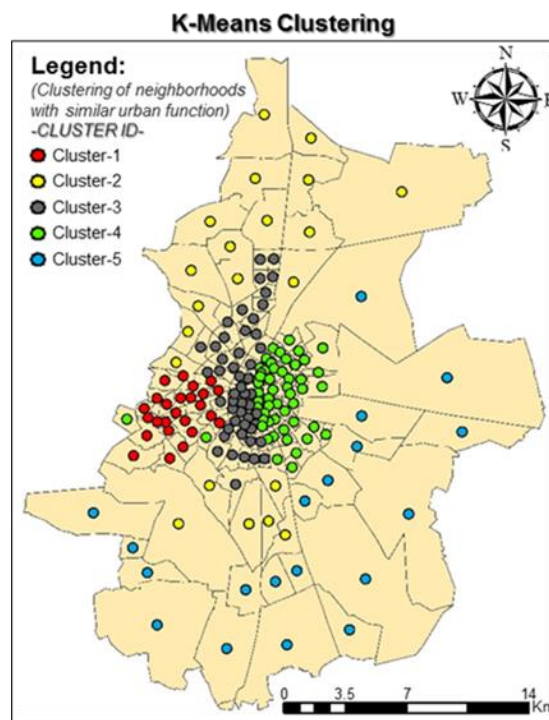 K-Means Clustering
Legend:
(Clustering of neighborhoods
with similar urban function)
-CLUSTER ID-
Cluster-1
Cluster-2
Cluster-3
Cluster-4
Cluster-5
N
W E
S
0 3.5 7 14
Km